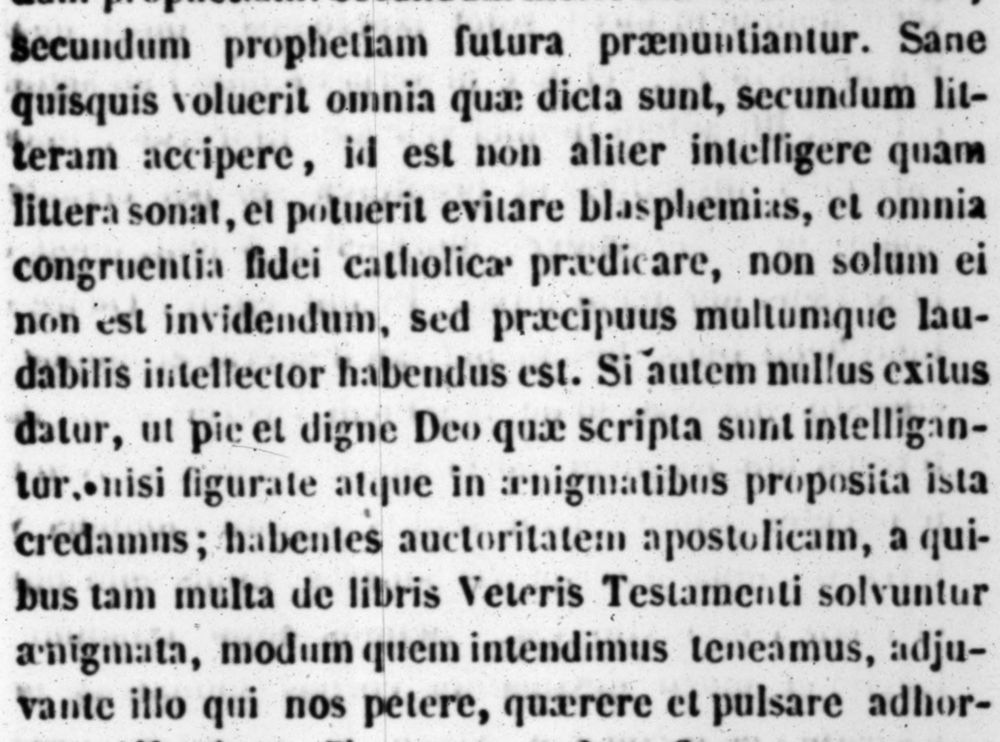 secundum prophetiam futura prænuntiantur. Sane
quisquis voluerit omnia quæ dicta sunt, secundum lit-
teram accipere, id est non aliter intelligere quam
littera sonat, et potuerit evitare blasphemias, et omnia
congruentia fidei catholicæ prædicare, non solum ei
non est invidendum, sed præcipuus multumque lau-
dabilis intellector habendus est. Si autem nullus exitus
datur, ut pie et digne Deo quæ scripta sunt intelligan-
tur, nisi figurate atque in ænigmatibus proposita ista
credamus; habentes auctoritatem apostolicam, a qui-
bus tam multa de libris Veteris Testamenti solvuntur
ænigmata, modum quem intendimus teneamus, adju-
vante illo qui nos petere, quærere et pulsare adhor-